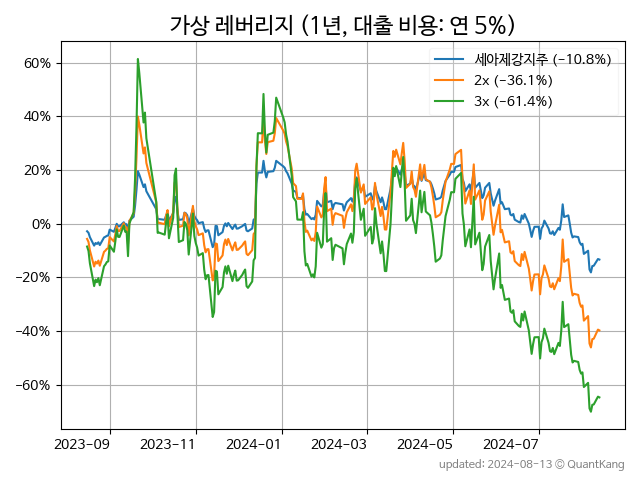 가상 레버리지 (1년, 대출 비용: 연 5%)
세아제강지주 (−10.8%)
2x (−36.1%)
3x (−61.4%)
60%
40%
20%
0%
−20%
−40%
−60%
2023-09 2023-11 2024-01 2024-03 2024-05 2024-07
updated: 2024-08-13 © QuantKang